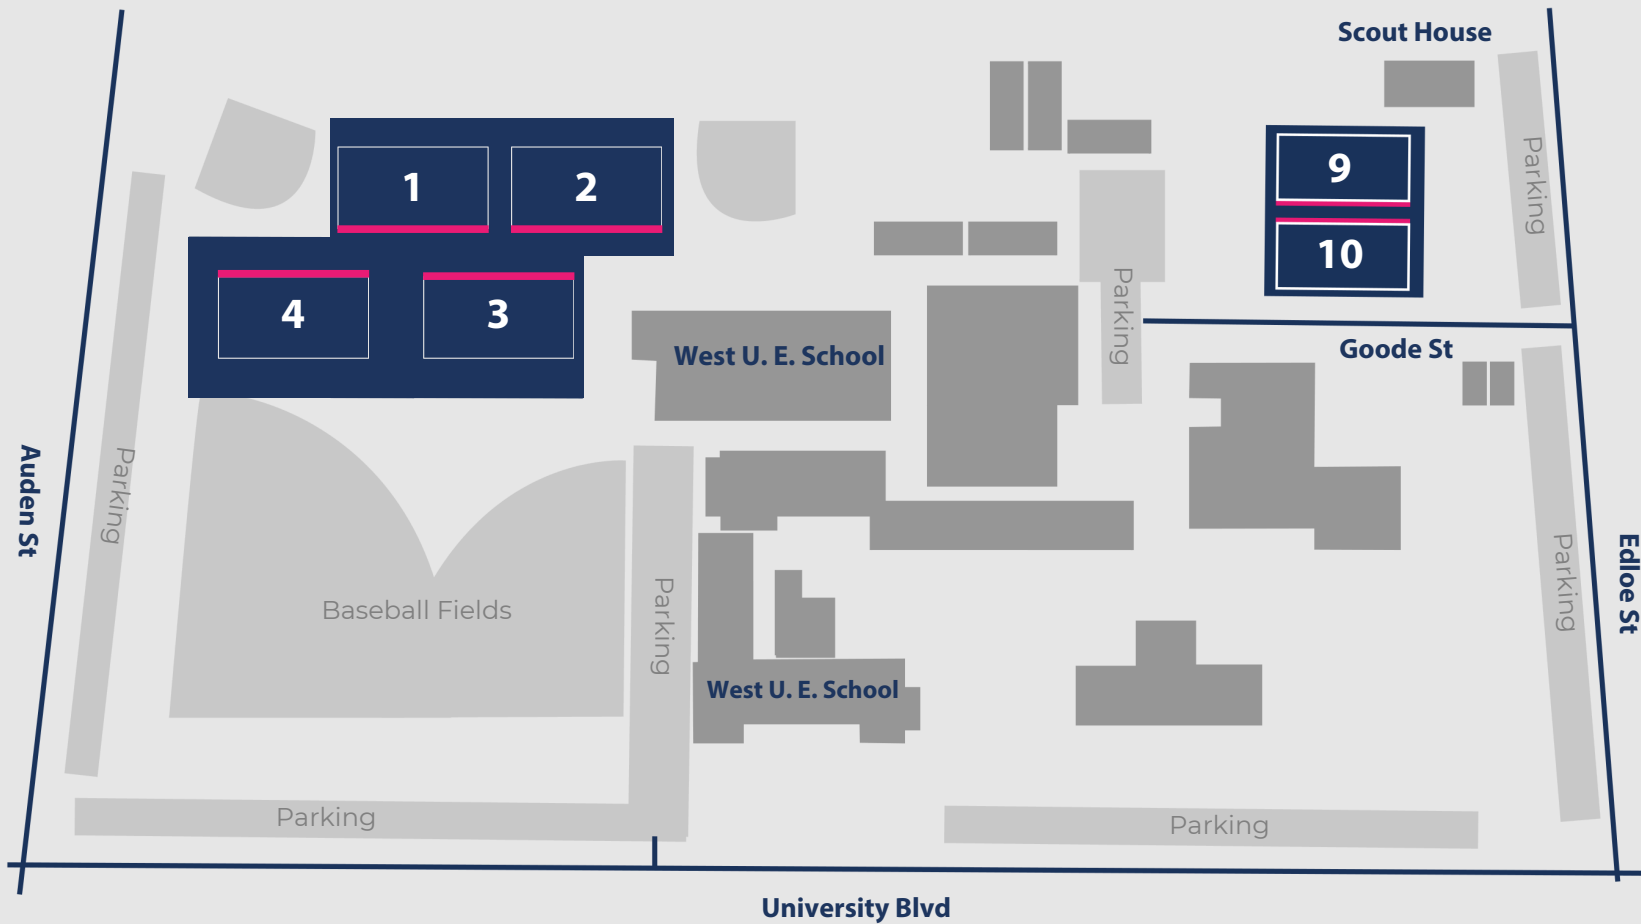 Scout House
Parking
1
2
9
10
4
3
Parking
West U. E. School
Goode St
Auden St
Parking
Baseball Fields
Parking
Parking
Edloe St
West U. E. School
Parking
Parking
University Blvd